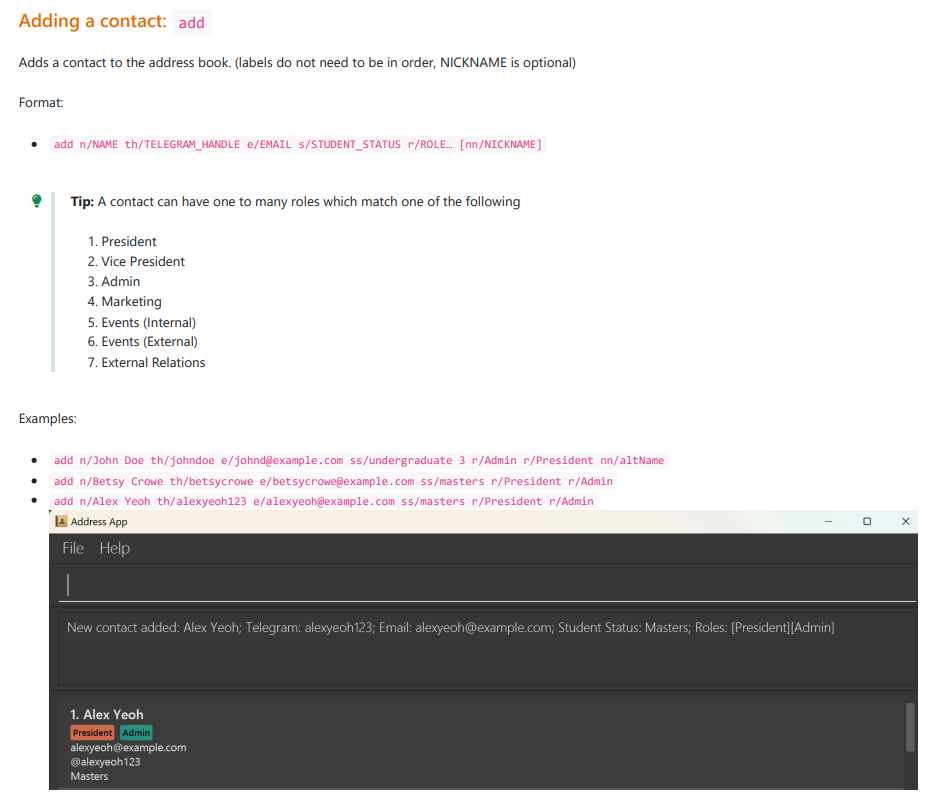 Adding a contact: add
Adds a contact to the address book. (labels do not need to be in order, NICKNAME is optional)
Format:
• add n/NAME th/TELEGRAM_HANDLE e/EMAIL s/STUDENT_STATUS r/ROLE… [nn/NICKNAME]
Tip: A contact can have one to many roles which match one of the following
1. President
2. Vice President
3. Admin
4. Marketing
5. Events (Internal)
6. Events (External)
7. External Relations
Examples:
• add n/John Doe th/johndoe e/johnd@example.com ss/undergraduate 3 r/Admin r/President nn/altName
• add n/Betsy Crowe th/betsycrowe e/betsycrowe@example.com ss/masters r/President r/Admin
• add n/Alex Yeoh th/alexyeoh123 e/alexyeoh@example.com ss/masters r/President r/Admin
Address App
File Help
New contact added: Alex Yeoh; Telegram: alexyeoh123; Email: alexyeoh@example.com; Student Status: Masters; Roles: [President][Admin]
1. Alex Yeoh
President Admin
alexyeoh@example.com
@alexyeoh123
Masters